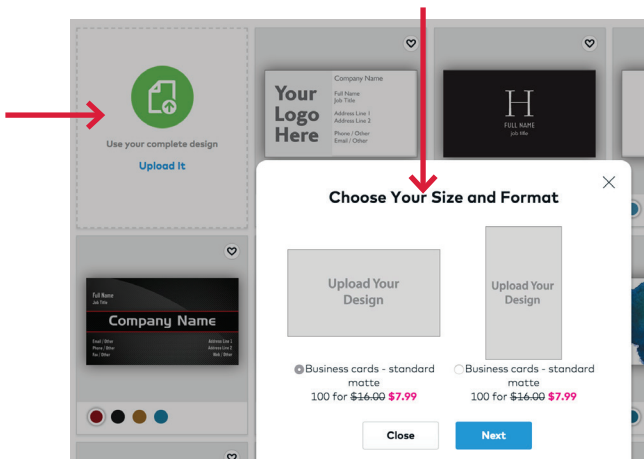 Use your complete design
Upload It
Your
Logo
Here
Company Name
Full Name
Job Title
Address Line 1
Address Line 2
Phone / Other
Email / Other
H
FULL NAME
job title
Choose Your Size and Format
Upload Your
Design
Business cards - standard
matte
100 for $16.00 $7.99
Upload Your
Design
Business cards - standard
matte
100 for $16.00 $7.99
Close
Next
Full Name
Job Title
Company Name
Email / Other
Phone / Other
Fax / Other
Address Line 1
Address Line 2
Web / Other